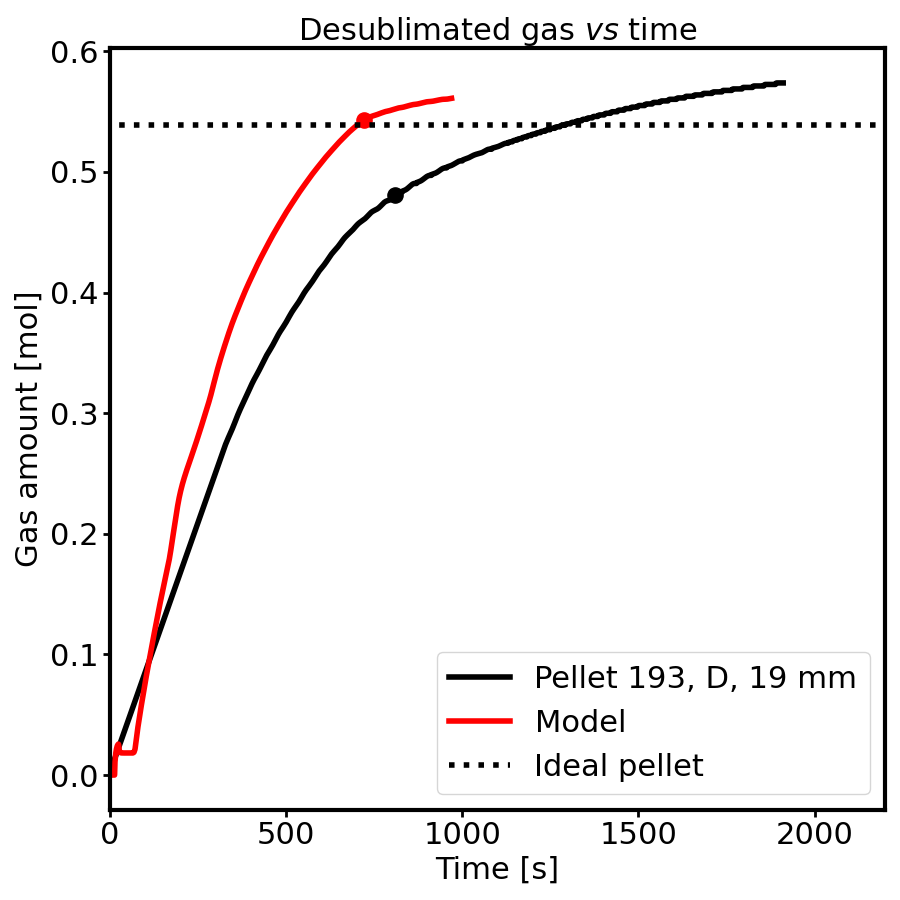 Desublimated gas vs time
0.6
0.5
0.4
0.3
0.2
0.1
0.0
Gas amount [mol]
Pellet 193, D, 19 mm
Model
Ideal pellet
0 500 1000 1500 2000
Time [s]